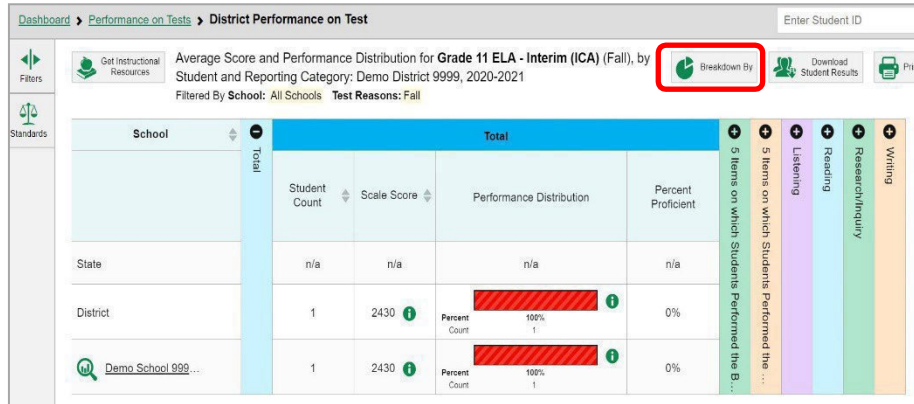 Dashboard > Performance on Tests > District Performance on Test
Enter Student ID
Filters
Standards
Get Instructional
Resources
Average Score and Performance Distribution for Grade 11 ELA - Interim (ICA) (Fall), by
Student and Reporting Category: Demo District 9999, 2020-2021
Filtered By School: All Schools Test Reasons: Fall
Breakdown By
Download
Student Results
School
Total
Total
Student
Count
Scale Score
Performance Distribution
Percent
Proficient
5 Items on which Students Performed the B...
5 Items on which Students Performed the ...
Listening
Reading
Research/Inquiry
Writing
State n/a n/a n/a n/a
District 1 2430 0%
Percent 100%
Count 1
Demo School 999... 1 2430 0%
Percent 100%
Count 1